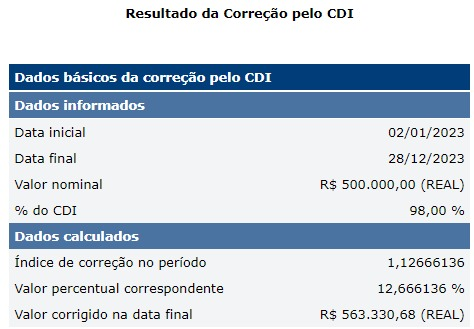 Resultado da Correção pelo CDI
Dados básicos da correção pelo CDI
Dados informados
Data inicial 02/01/2023
Data final 28/12/2023
Valor nominal R$ 500.000,00 (REAL)
% do CDI 98,00 %
Dados calculados
Índice de correção no período 1,12666136
Valor percentual correspondente 12,666136 %
Valor corrigido na data final R$ 563.330,68 (REAL)